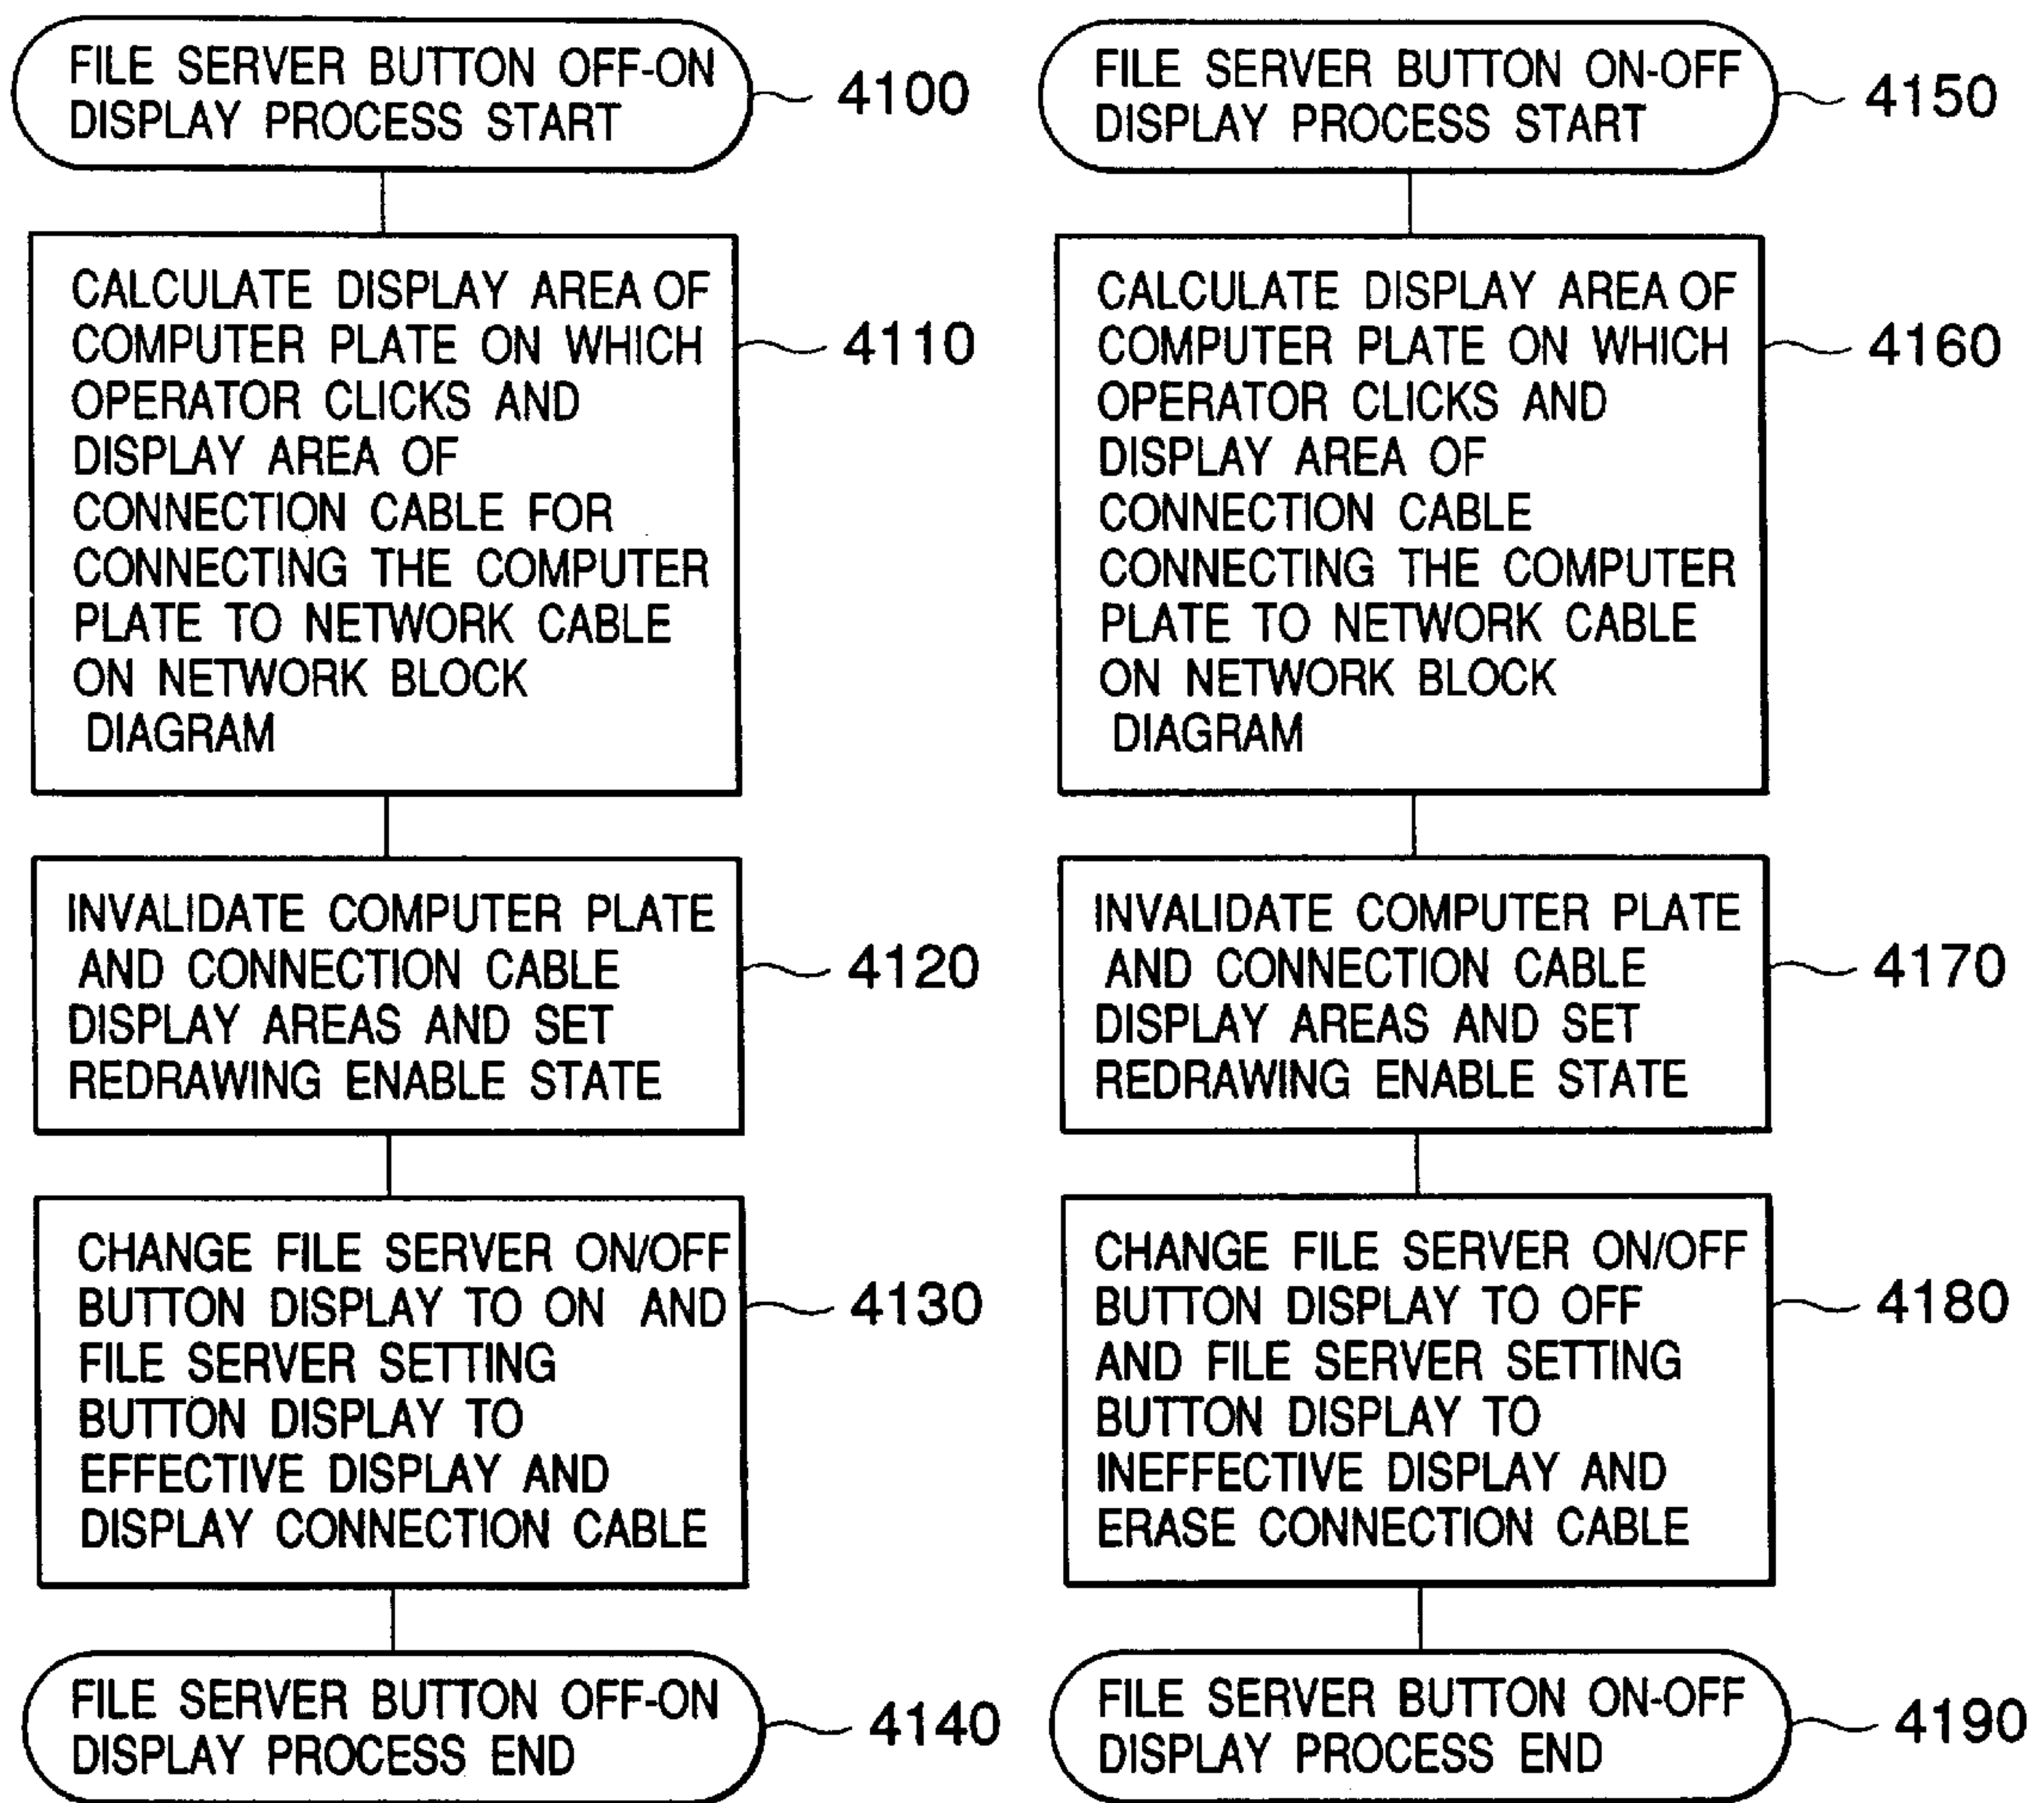 FILE SERVER BUTTON OFF-ON
DISPLAY PROCESS START
4100
CALCULATE DISPLAY AREA OF
COMPUTER PLATE ON WHICH
OPERATOR CLICKS AND
DISPLAY AREA OF
CONNECTION CABLE FOR
CONNECTING THE COMPUTER
PLATE TO NETWORK CABLE
ON NETWORK BLOCK
DIAGRAM
4110
INVALIDATE COMPUTER PLATE
AND CONNECTION CABLE
DISPLAY AREAS AND SET
REDRAWING ENABLE STATE
4120
CHANGE FILE SERVER ON/OFF
BUTTON DISPLAY TO ON AND
FILE SERVER SETTING
BUTTON DISPLAY TO
EFFECTIVE DISPLAY AND
DISPLAY CONNECTION CABLE
4130
FILE SERVER BUTTON OFF-ON
DISPLAY PROCESS END
4140
FILE SERVER BUTTON ON-OFF
DISPLAY PROCESS START
4150
CALCULATE DISPLAY AREA OF
COMPUTER PLATE ON WHICH
OPERATOR CLICKS AND
DISPLAY AREA OF
CONNECTION CABLE
CONNECTING THE COMPUTER
PLATE TO NETWORK CABLE
ON NETWORK BLOCK
DIAGRAM
4160
INVALIDATE COMPUTER PLATE
AND CONNECTION CABLE
DISPLAY AREAS AND SET
REDRAWING ENABLE STATE
4170
CHANGE FILE SERVER ON/OFF
BUTTON DISPLAY TO OFF
AND FILE SERVER SETTING
BUTTON DISPLAY TO
INEFFECTIVE DISPLAY AND
ERASE CONNECTION CABLE
4180
FILE SERVER BUTTON ON-OFF
DISPLAY PROCESS END
4190